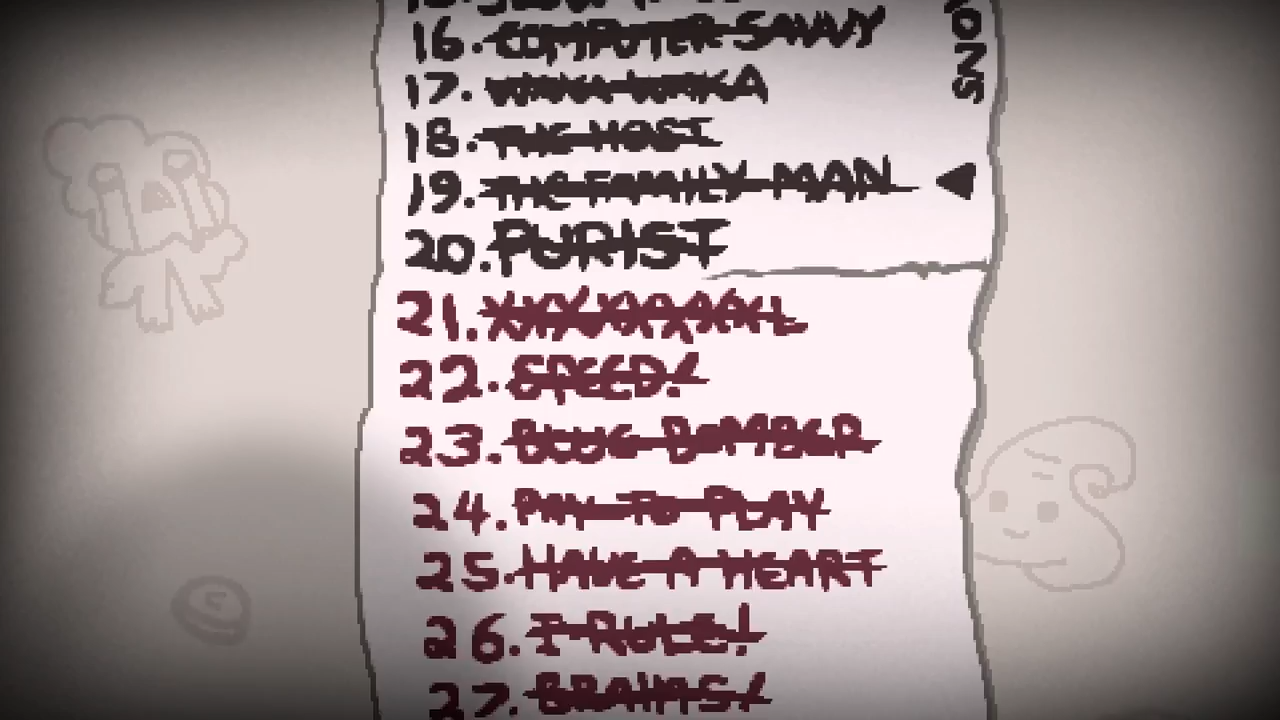 16. COMPUTER SAVVY
17. WAKA WAKA
18. THE HOST
19. THE FAMILY MAN
20. PURIST
21. XXXXXXXXL
22. SPEED!
23. BLUE BOMBER
24. PAY TO PLAY
25. HAVE A HEART
26. I RULE!
27. BRAINS!
ONS